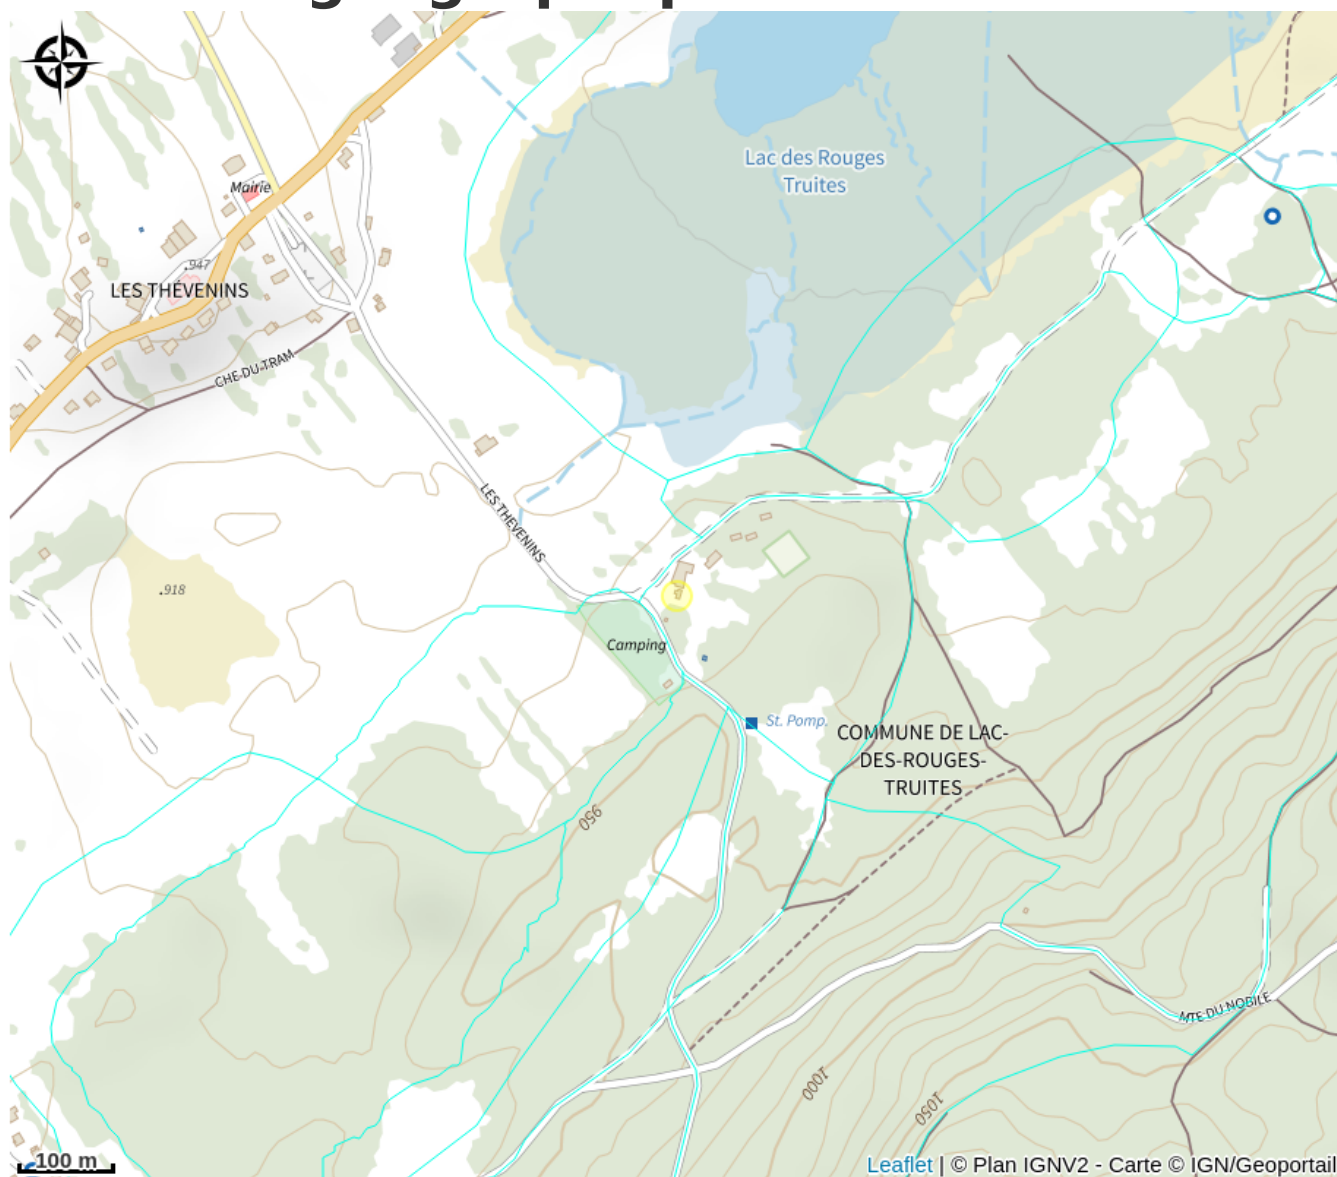 Mairie
947
LES THÉVENINS
CHE DU TRAM
Lac des Rouges
Truites
LES THEVENINS
918
Camping
St. Pomp.
COMMUNE DE LAC-
DES-ROUGES-
TRUITES
950
1000
1050
MTE DU NOBILE
100 m
Leaflet | © Plan IGNV2 - Carte © IGN/Geoportail